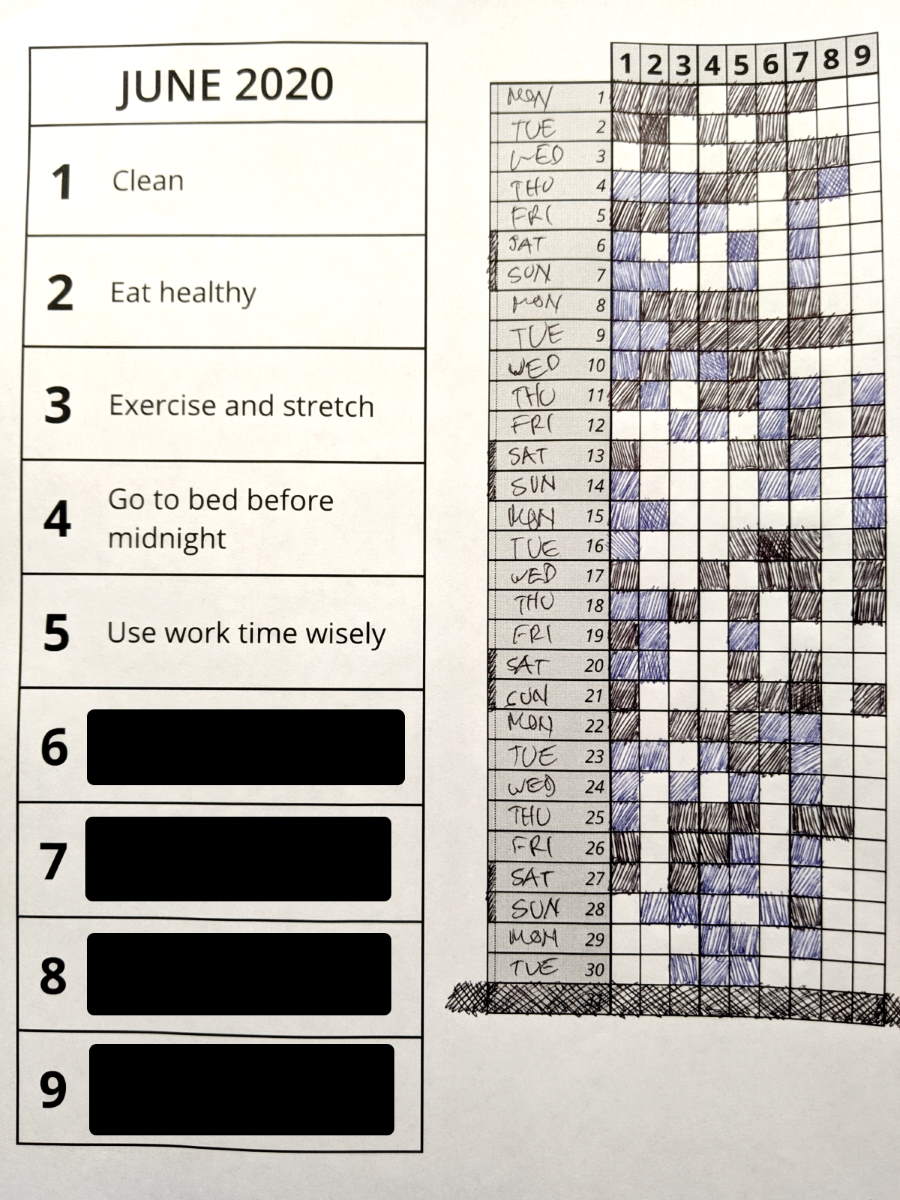 JUNE 2020
1 Clean
2 Eat healthy
3 Exercise and stretch
4 Go to bed before
midnight
5 Use work time wisely
6
7
8
9
1 2 3 4 5 6 7 8 9
MON 1
TUE 2
WED 3
THU 4
FRI 5
SAT 6
SUN 7
MON 8
TUE 9
WED 10
THU 11
FRI 12
SAT 13
SUN 14
MON 15
TUE 16
WED 17
THU 18
FRI 19
SAT 20
SUN 21
MON 22
TUE 23
WED 24
THU 25
FRI 26
SAT 27
SUN 28
MON 29
TUE 30
31